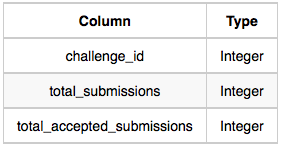 Column Type
challenge_id Integer
total_submissions Integer
total_accepted_submissions Integer